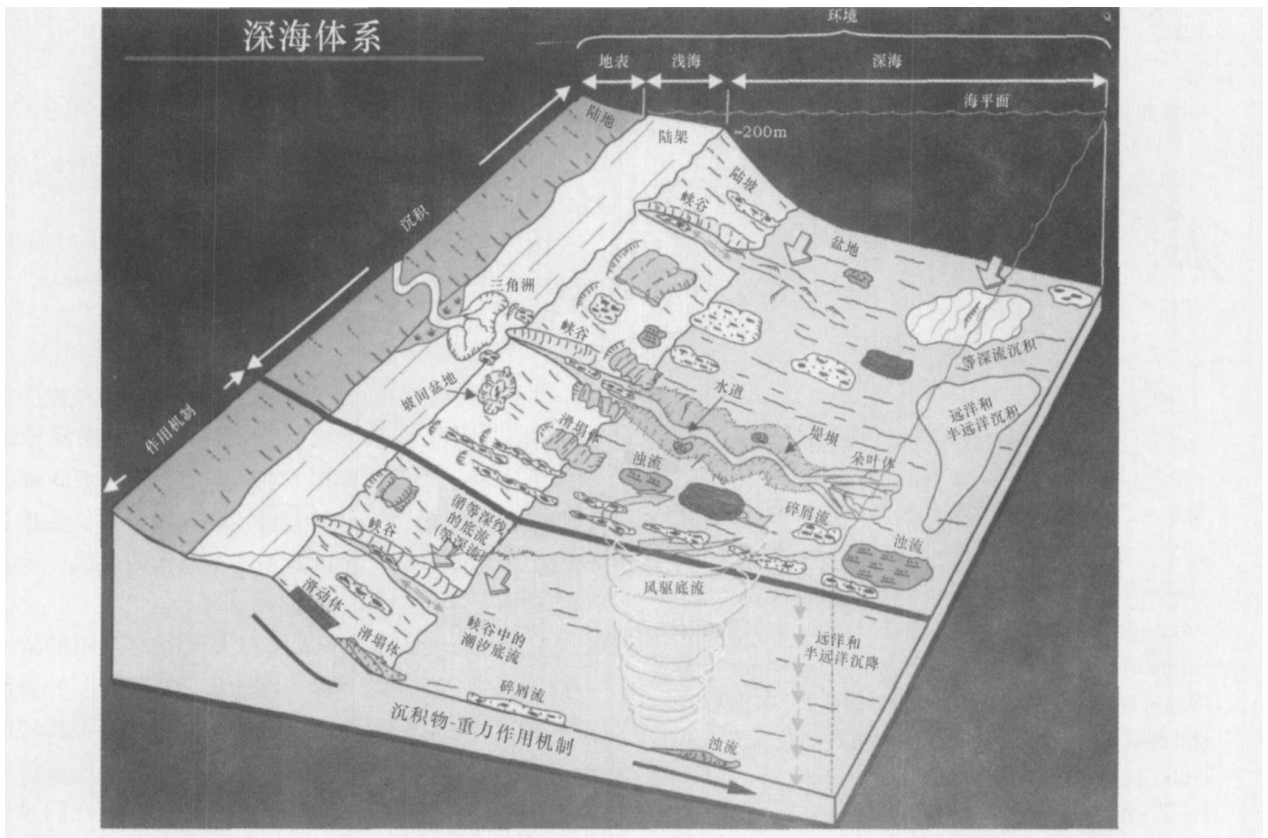 深海体系
环境
地表
浅海
深海
海平面
陆地
陆架
~200m
陆坡
峡谷
盆地
沉积
三角洲
峡谷
等深流沉积
坡间盆地
水道
远洋和
半远洋沉积
作用机制
滑塌体
堤坝
浊流
朵叶体
循等深线
的底流
(等深流)
碎屑流
峡谷
浊流
风驱底流
滑动体
峡谷中的
潮汐底流
远洋和
半远洋沉降
滑塌体
碎屑流
沉积物-重力作用机制
浊流